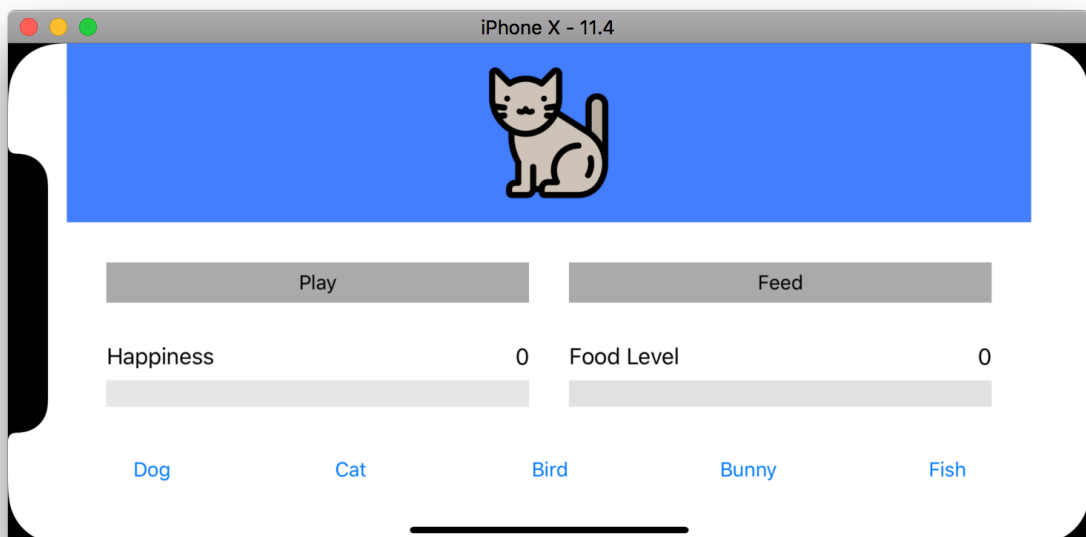 iPhone X - 11.4
Play Feed
Happiness 0 Food Level 0
Dog Cat Bird Bunny Fish